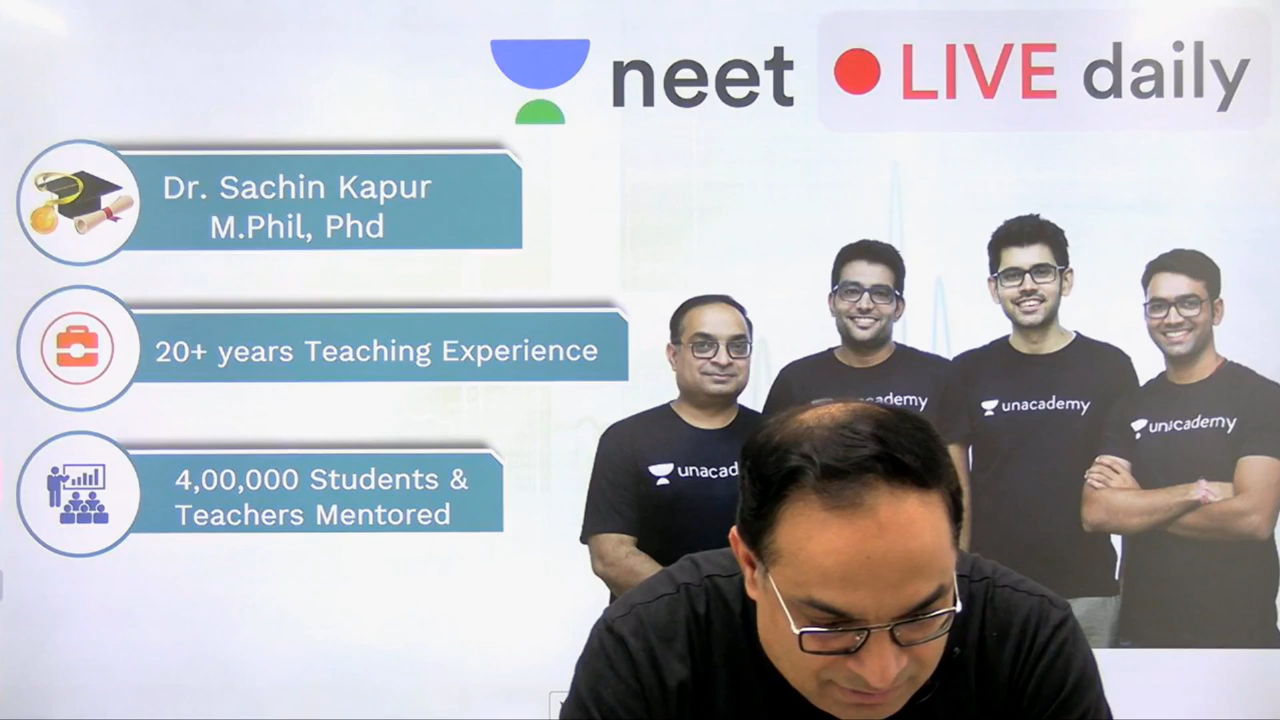 neet LIVE daily
Dr. Sachin Kapur
M.Phil, Phd
20+ years Teaching Experience
4,00,000 Students &
Teachers Mentored
unacademy
unacademy